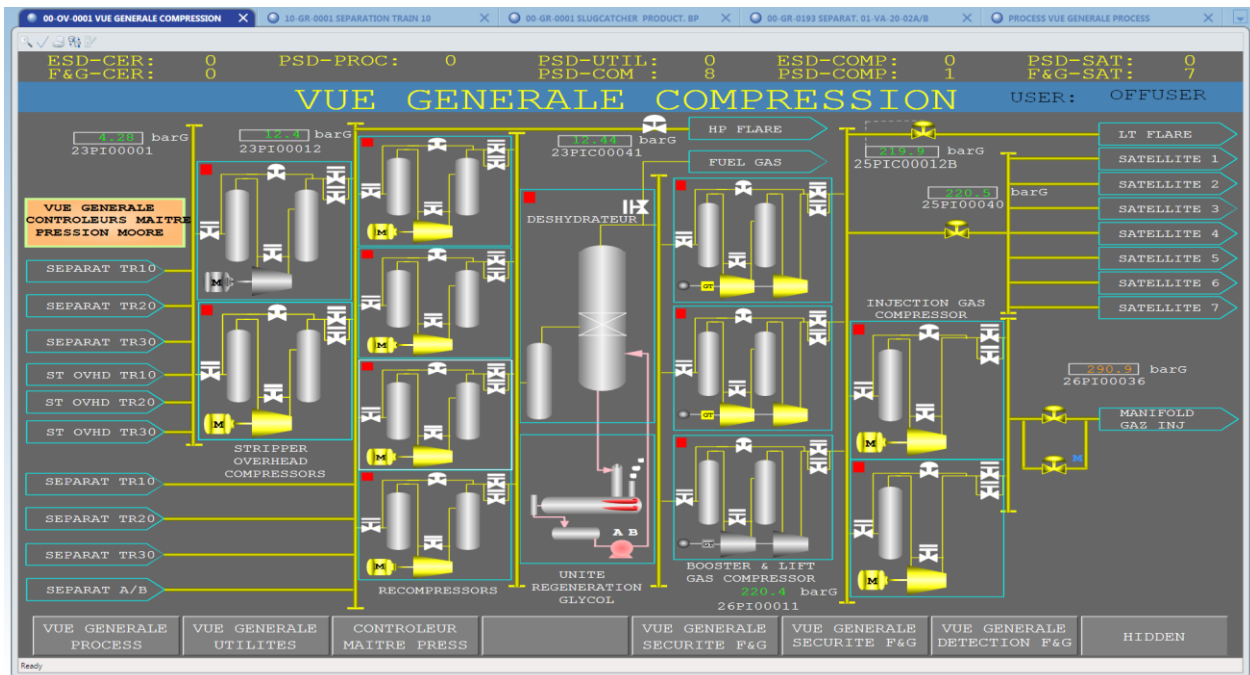 00-OV-0001 VUE GENERALE COMPRESSION
10-GR-0001 SEPARATION TRAIN 10
00-GR-0001 SLUGCATCHER PRODUCT. BP
00-GR-0193 SEPARAT. 01-VA-20-02A/B
PROCESS VUE GENERALE PROCESS
ESD-CER: 0 PSD-PROC: 0 PSD-UTIL: 0 ESD-COMP: 0 PSD-SAT: 0
F&G-CER: 0 PSD-COM : 8 PSD-COMP: 1 F&G-SAT: 7
VUE GENERALE COMPRESSION
USER: OFFUSER
4.28 barG
23PI00001
12.4 barG
23PI00012
12.44 barG
23PIC00041
HP FLARE
FUEL GAS
219.9 barG
25PIC00012B
220.5 barG
25PI00040
LT FLARE
SATELLITE 1
SATELLITE 2
SATELLITE 3
SATELLITE 4
SATELLITE 5
SATELLITE 6
SATELLITE 7
VUE GENERALE
CONTROLEURS MAITRE
PRESSION MOORE
SEPARAT TR10
SEPARAT TR20
SEPARAT TR30
ST OVHD TR10
ST OVHD TR20
ST OVHD TR30
SEPARAT TR10
SEPARAT TR20
SEPARAT TR30
SEPARAT A/B
M
M
STRIPPER
OVERHEAD
COMPRESSORS
M
M
M
M
RECOMPRESSORS
DESHYDRATEUR
A B
UNITE
REGENERATION
GLYCOL
GT
GT
GT
BOOSTER & LIFT
GAS COMPRESSOR
220.4 barG
26PI00011
INJECTION GAS
COMPRESSOR
M
M
290.9 barG
26PI00036
MANIFOLD
GAZ INJ
M
VUE GENERALE
PROCESS
VUE GENERALE
UTILITES
CONTROLEUR
MAITRE PRESS
VUE GENERALE
SECURITE F&G
VUE GENERALE
SECURITE F&G
VUE GENERALE
DETECTION F&G
HIDDEN
Ready